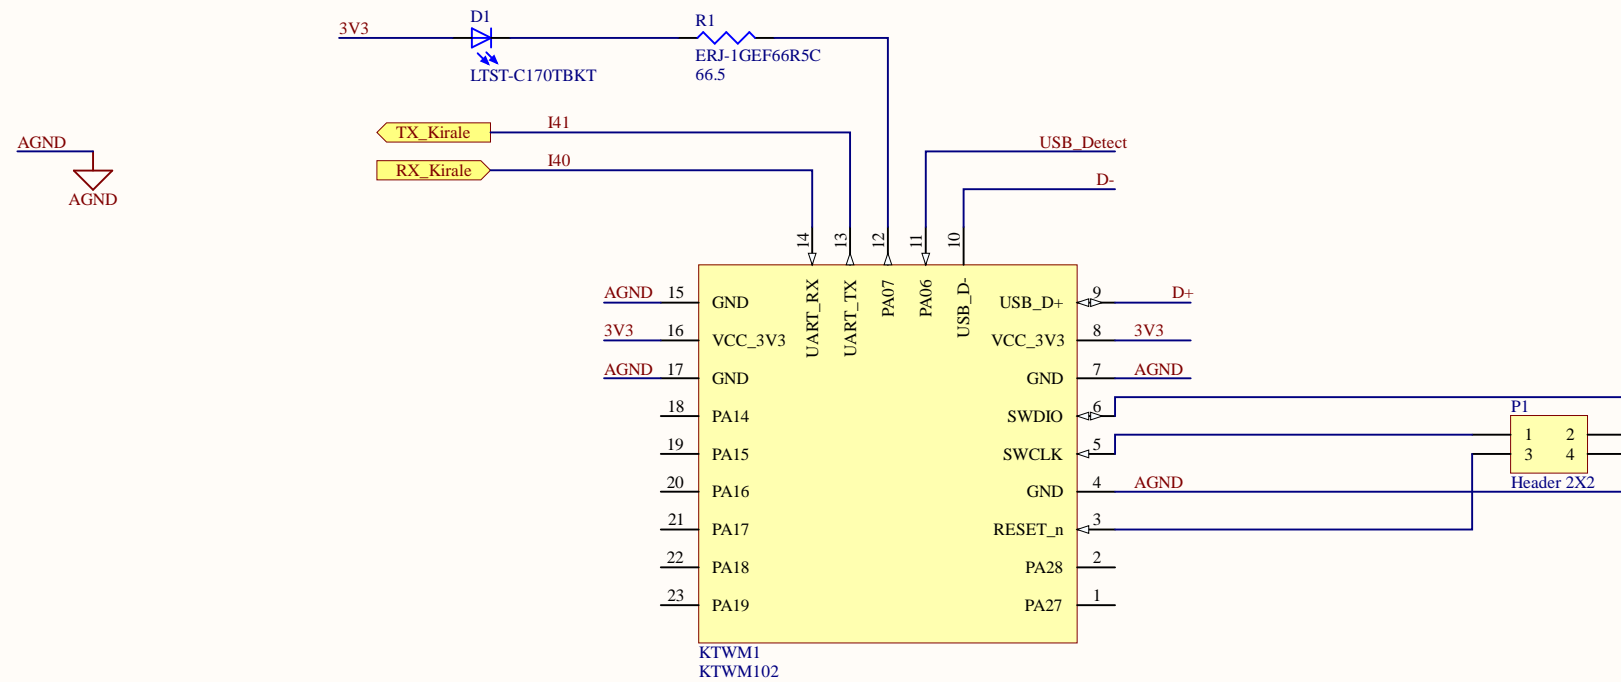 D1
R1
3V3
ERJ-1GEF66R5C
LTST-C170TBKT
66.5
TX_Kirale
I41
AGND
USB_Detect
RX_Kirale
I40
D-
AGND
14
13
12
11
10
UART_RX
UART_TX
PA07
PA06
USB_D-
AGND 15 GND
USB_D+ 9 D+
3V3 16 VCC_3V3
VCC_3V3 8 3V3
AGND 17 GND
GND 7 AGND
18 PA14
SWDIO 6
P1
19 PA15
SWCLK 5
1 2
3 4
20 PA16
GND 4 AGND
Header 2X2
21 PA17
RESET_n 3
22 PA18
PA28 2
23 PA19
PA27 1
KTWM1
KTWM102